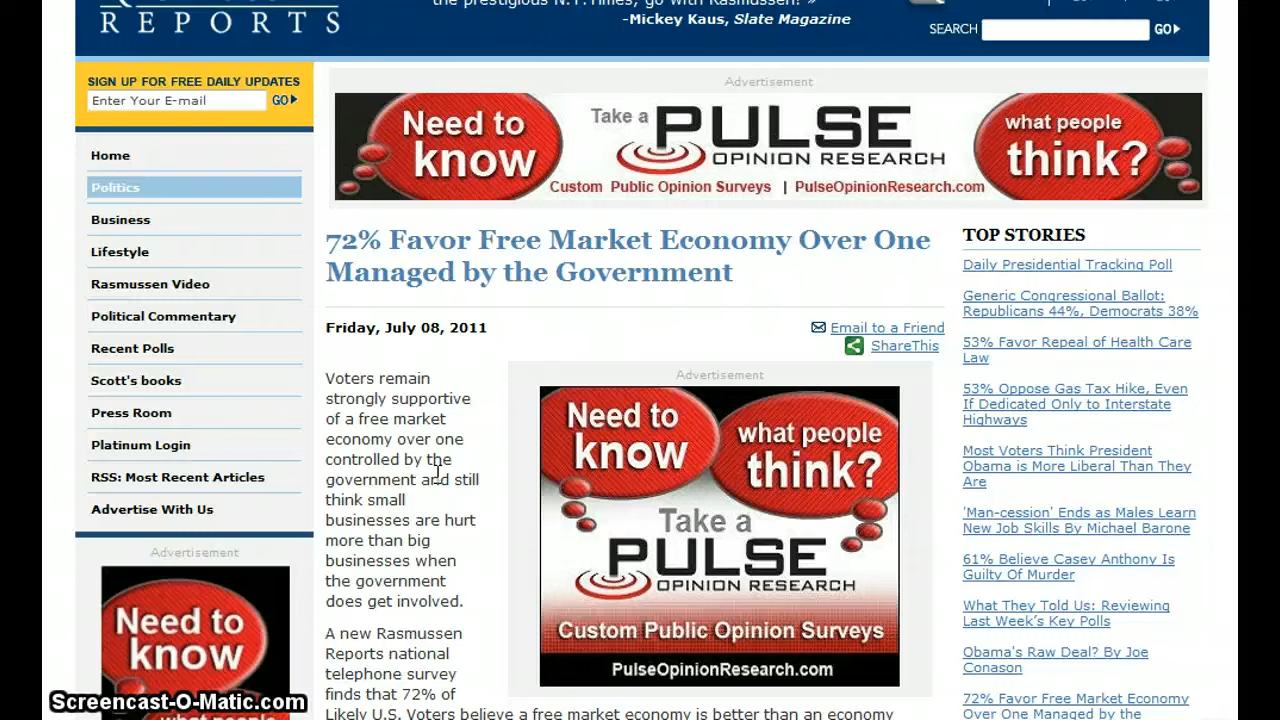 REPORTS
the prestigious N.Y.Times, go with Rasmussen! »
-Mickey Kaus, Slate Magazine
SEARCH
GO
SIGN UP FOR FREE DAILY UPDATES
Enter Your E-mail
GO
Home
Politics
Business
Lifestyle
Rasmussen Video
Political Commentary
Recent Polls
Scott's books
Press Room
Platinum Login
RSS: Most Recent Articles
Advertise With Us
Advertisement
Need to
know
Advertisement
Need to
know
Take a
PULSE
OPINION RESEARCH
Custom Public Opinion Surveys | PulseOpinionResearch.com
what people
think?
72% Favor Free Market Economy Over One
Managed by the Government
Friday, July 08, 2011
Email to a Friend
ShareThis
Voters remain
strongly supportive
of a free market
economy over one
controlled by the
government and still
think small
businesses are hurt
more than big
businesses when
the government
does get involved.
A new Rasmussen
Reports national
telephone survey
finds that 72% of
Likely U.S. Voters believe a free market economy is better than an economy
Advertisement
Need to
know
what people
think?
Take a
PULSE
OPINION RESEARCH
Custom Public Opinion Surveys
PulseOpinionResearch.com
TOP STORIES
Daily Presidential Tracking Poll
Generic Congressional Ballot:
Republicans 44%, Democrats 38%
53% Favor Repeal of Health Care
Law
53% Oppose Gas Tax Hike, Even
If Dedicated Only to Interstate
Highways
Most Voters Think President
Obama is More Liberal Than They
Are
'Man-cession' Ends as Males Learn
New Job Skills By Michael Barone
61% Believe Casey Anthony Is
Guilty Of Murder
What They Told Us: Reviewing
Last Week's Key Polls
Obama's Raw Deal? By Joe
Conason
72% Favor Free Market Economy
Over One Managed by the
Screencast-O-Matic.com